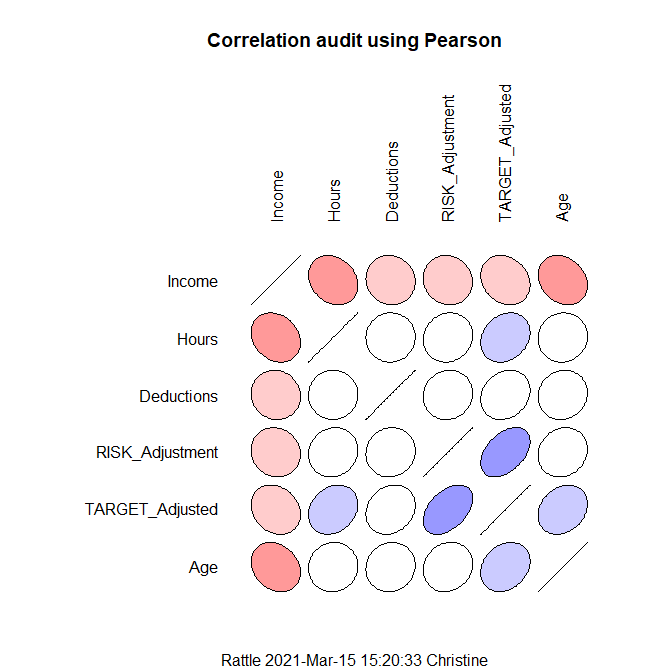 Correlation audit using Pearson
Income
Hours
Deductions
RISK_Adjustment
TARGET_Adjusted
Age
Income
Hours
Deductions
RISK_Adjustment
TARGET_Adjusted
Age
Rattle 2021-Mar-15 15:20:33 Christine